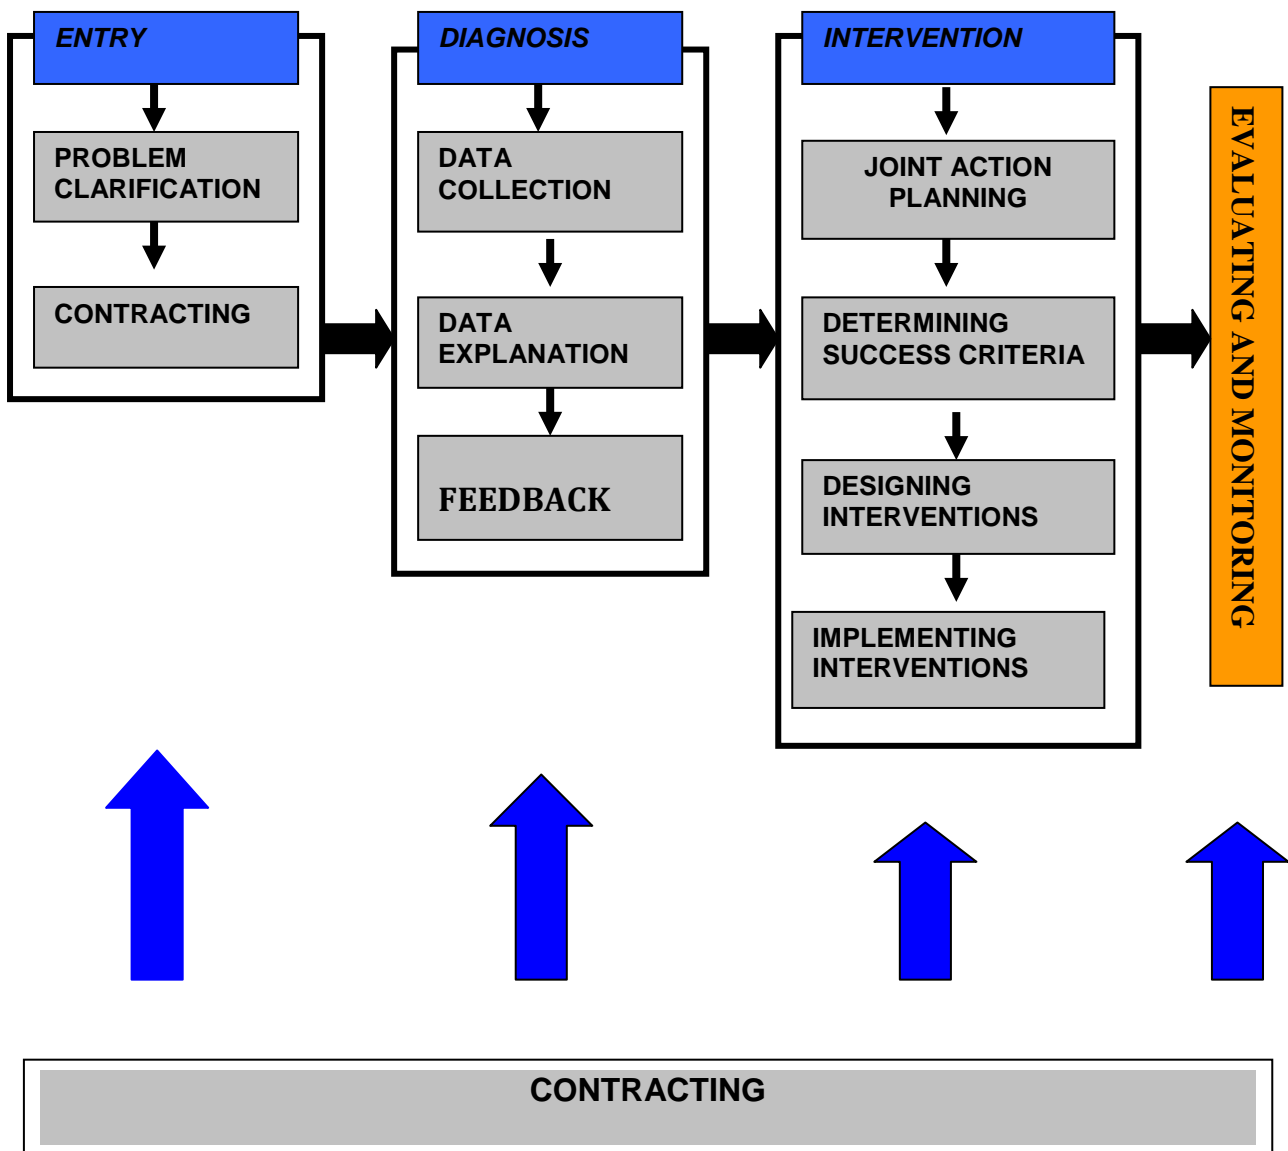 ENTRY
PROBLEM
CLARIFICATION
CONTRACTING
DIAGNOSIS
DATA
COLLECTION
DATA
EXPLANATION
FEEDBACK
INTERVENTION
JOINT ACTION
PLANNING
DETERMINING
SUCCESS CRITERIA
DESIGNING
INTERVENTIONS
IMPLEMENTING
INTERVENTIONS
EVALUATING AND MONITORING
CONTRACTING